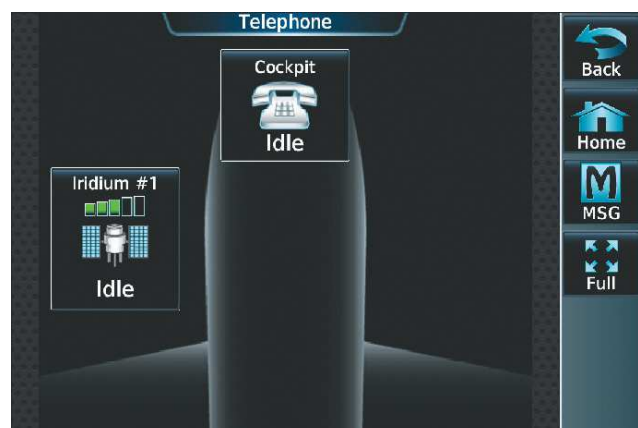 Telephone
Cockpit
Idle
Iridium #1
Idle
Back
Home
MSG
Full